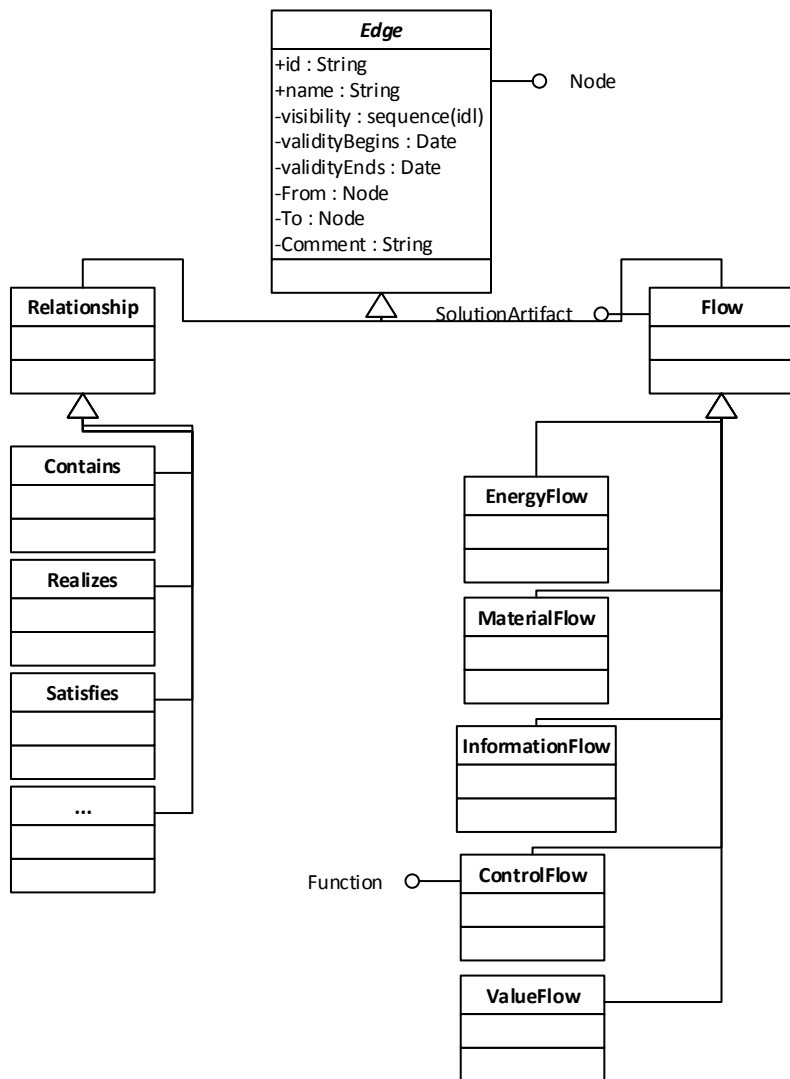 Edge
+id : String
+name : String
-visibility : sequence(idl)
-validityBegins : Date
-validityEnds : Date
-From : Node
-To : Node
-Comment : String
Node
Relationship
SolutionArtifact
Flow
Contains
Realizes
Satisfies
...
EnergyFlow
MaterialFlow
InformationFlow
Function
ControlFlow
ValueFlow